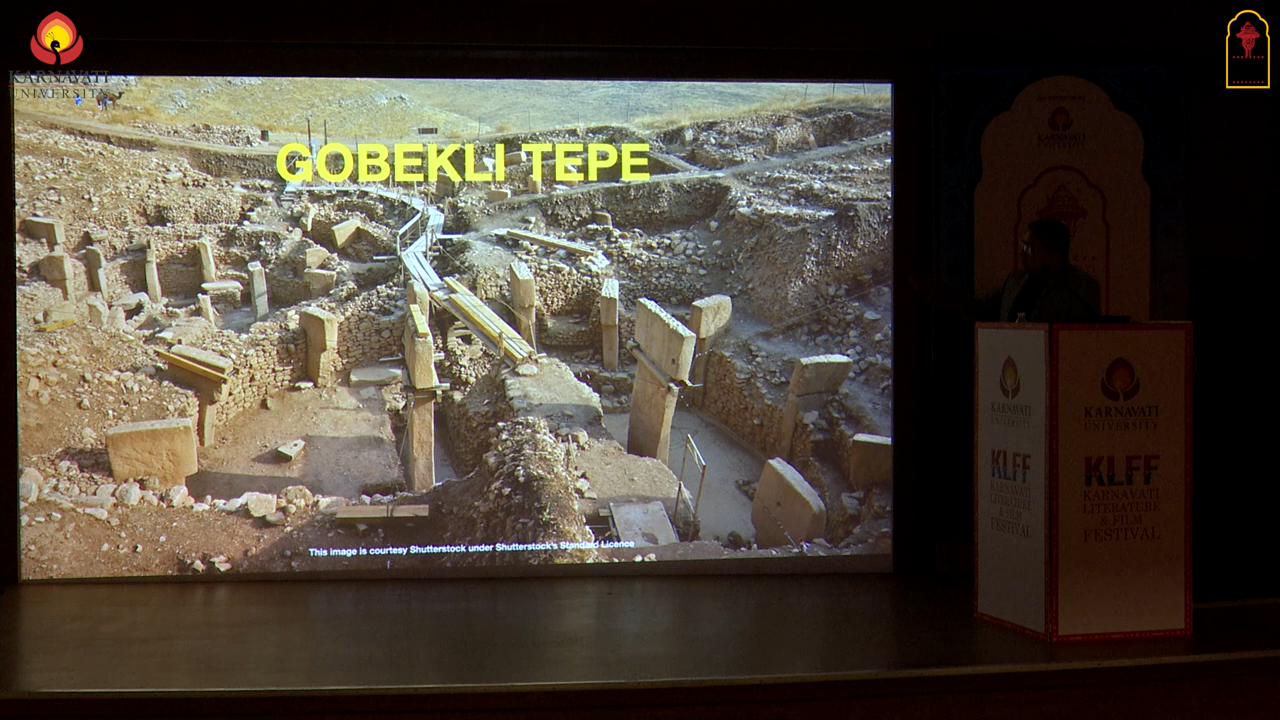 KARNAVATI
UNIVERSITY
GOBEKLI TEPE
This image is courtesy Shutterstock under Shutterstock's Standard Licence
KARNAVATI
UNIVERSITY
KLFF
KARNAVATI
LITERATURE
& FILM
FESTIVAL
KARNAVATI
UNIVERSITY
KLFF
KARNAVATI
LITERATURE
& FILM
FESTIVAL